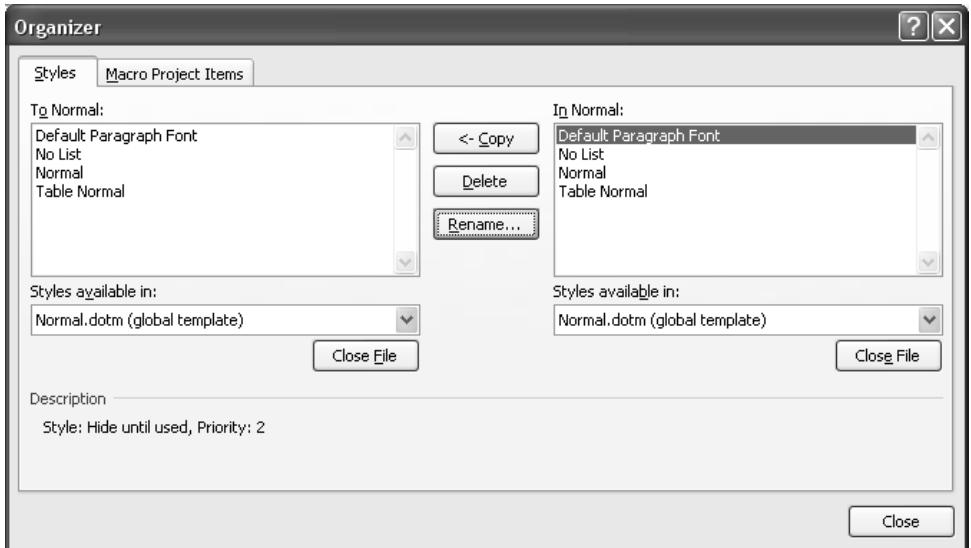 Organizer
Styles Macro Project Items
To Normal: In Normal:
Default Paragraph Font <- Copy Default Paragraph Font
No List No List
Normal Delete Normal
Table Normal Table Normal
Rename...
Styles available in: Styles available in:
Normal.dotm (global template) Normal.dotm (global template)
Close File Close File
Description
Style: Hide until used, Priority: 2
Close